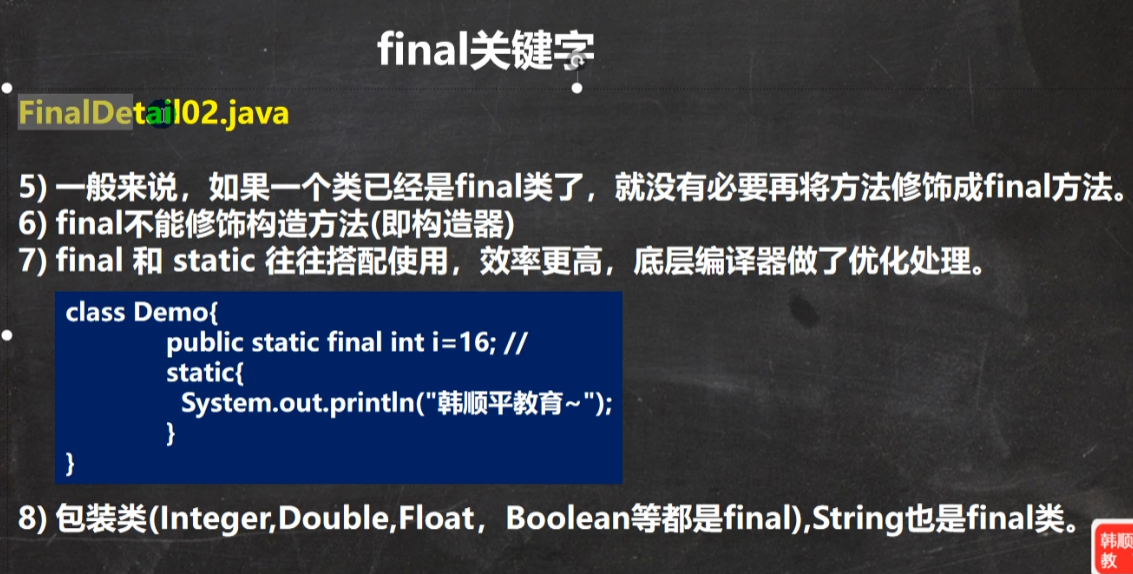 final关键字
FinalDetail02.java
5) 一般来说，如果一个类已经是final类了，就没有必要再将方法修饰成final方法。
6) final不能修饰构造方法(即构造器)
7) final 和 static 往往搭配使用，效率更高，底层编译器做了优化处理。
class Demo{
public static final int i=16; //
static{
System.out.println("韩顺平教育~");
}
}
8) 包装类(Integer,Double,Float，Boolean等都是final),String也是final类。
韩顺
教